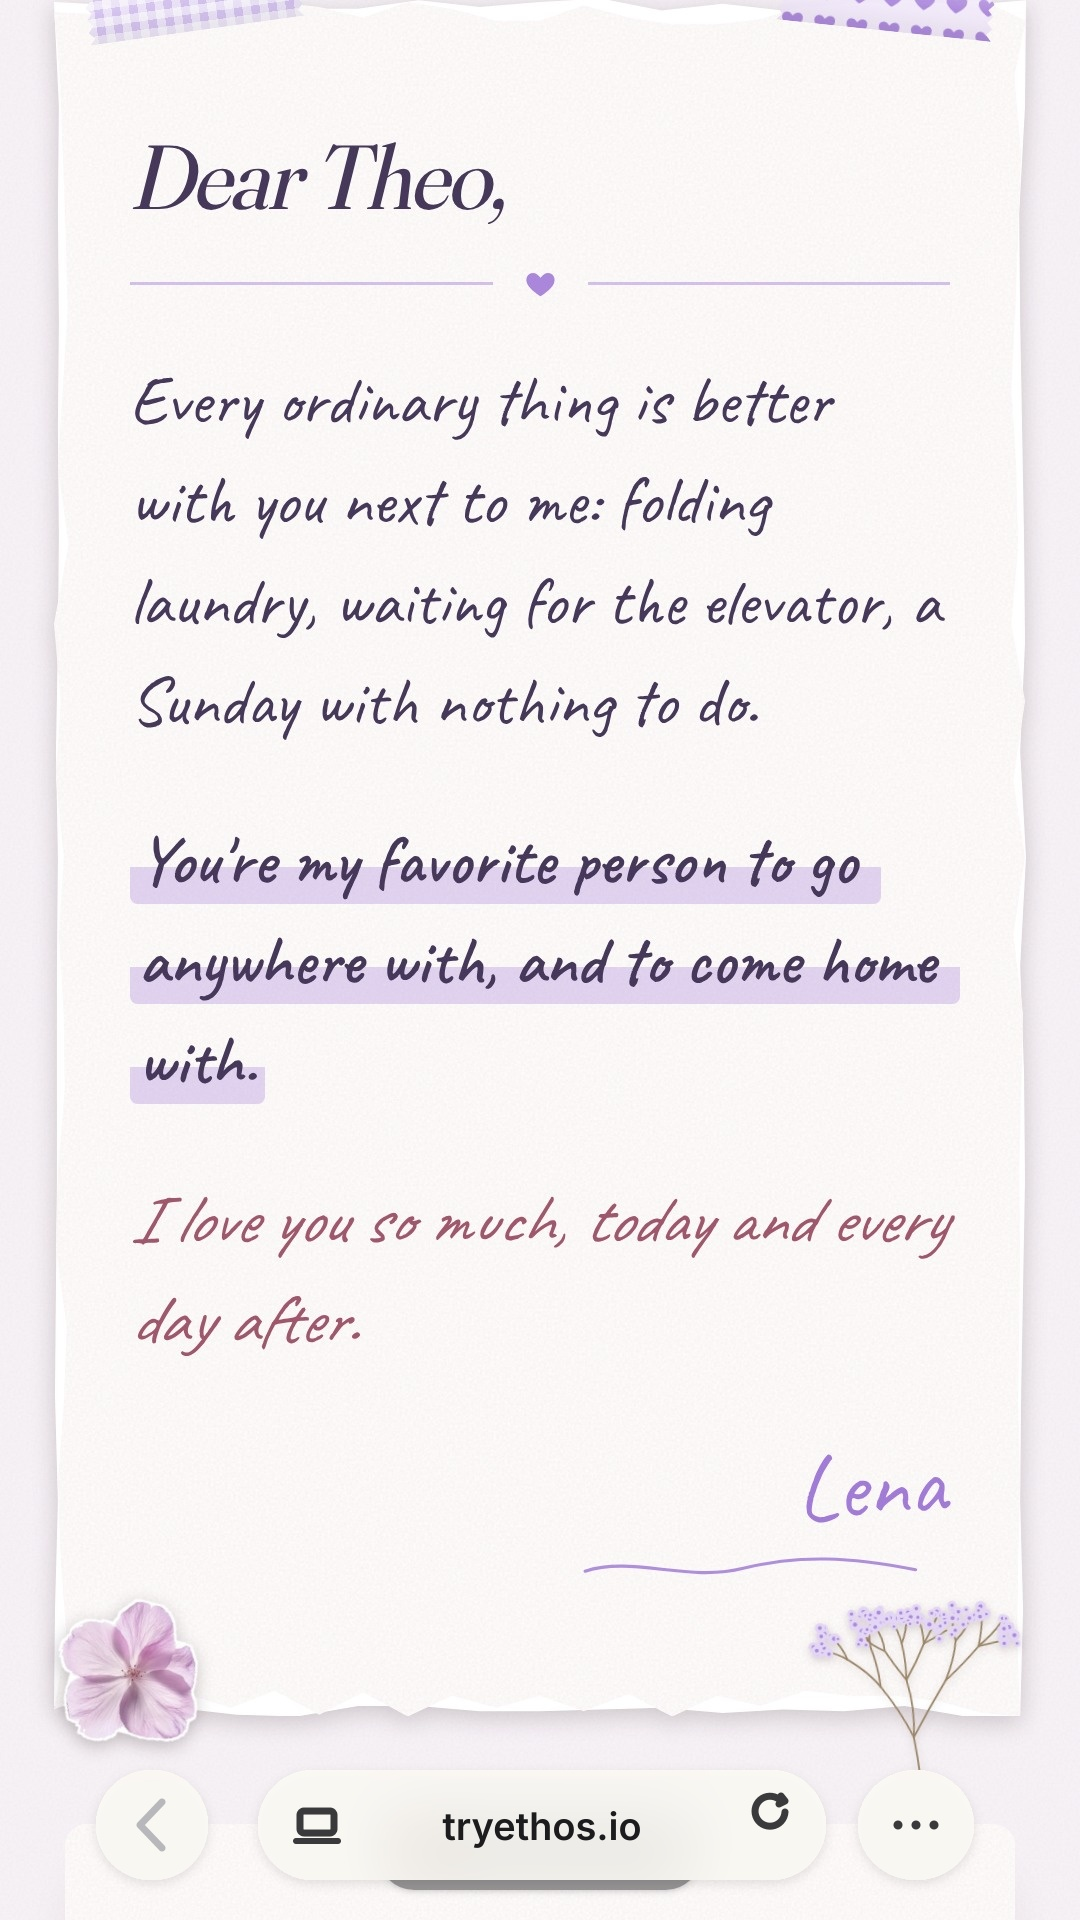 Dear Theo,
Every ordinary thing is better
with you next to me: folding
laundry, waiting for the elevator, a
Sunday with nothing to do.
You're my favorite person to go
anywhere with, and to come home
with.
I love you so much, today and every
day after.
Lena
tryethos.io